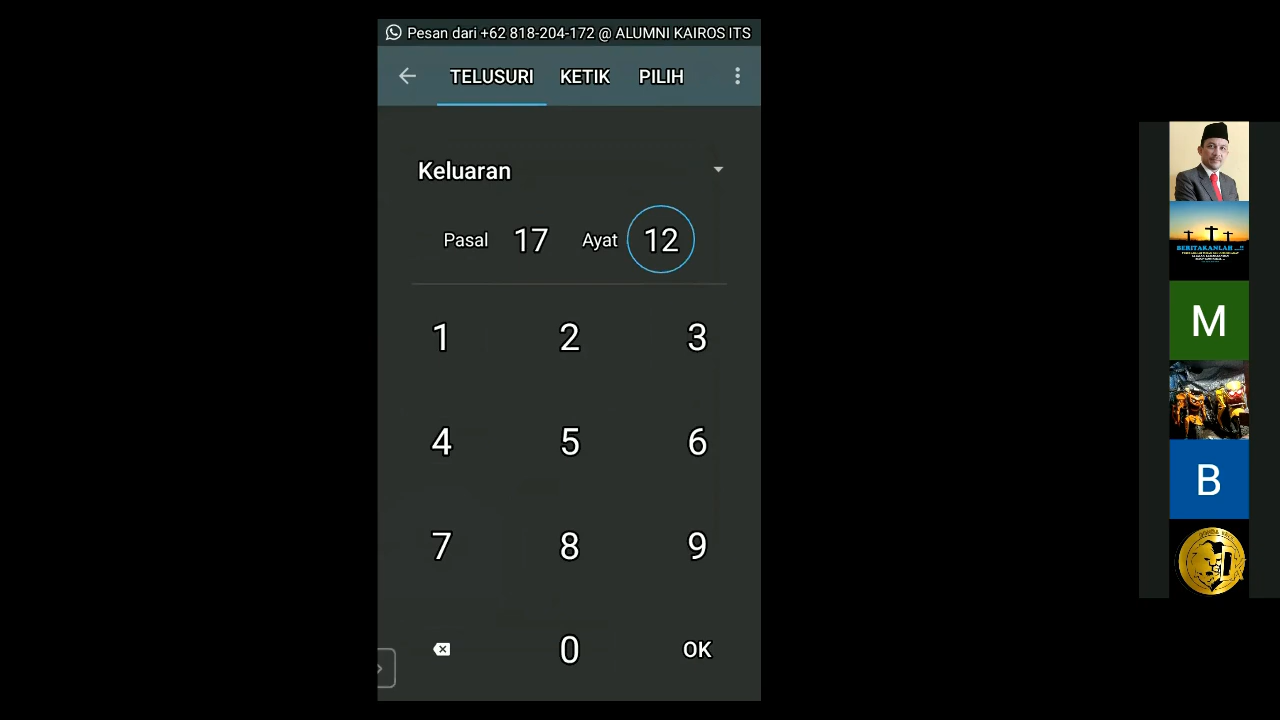 Pesan dari +62 818-204-172 @ ALUMNI KAIROS ITS
TELUSURI KETIK PILIH
Keluaran
Pasal 17 Ayat 12
1 2 3
4 5 6
7 8 9
0 OK
BERITAKANLAH ...!!
M
B